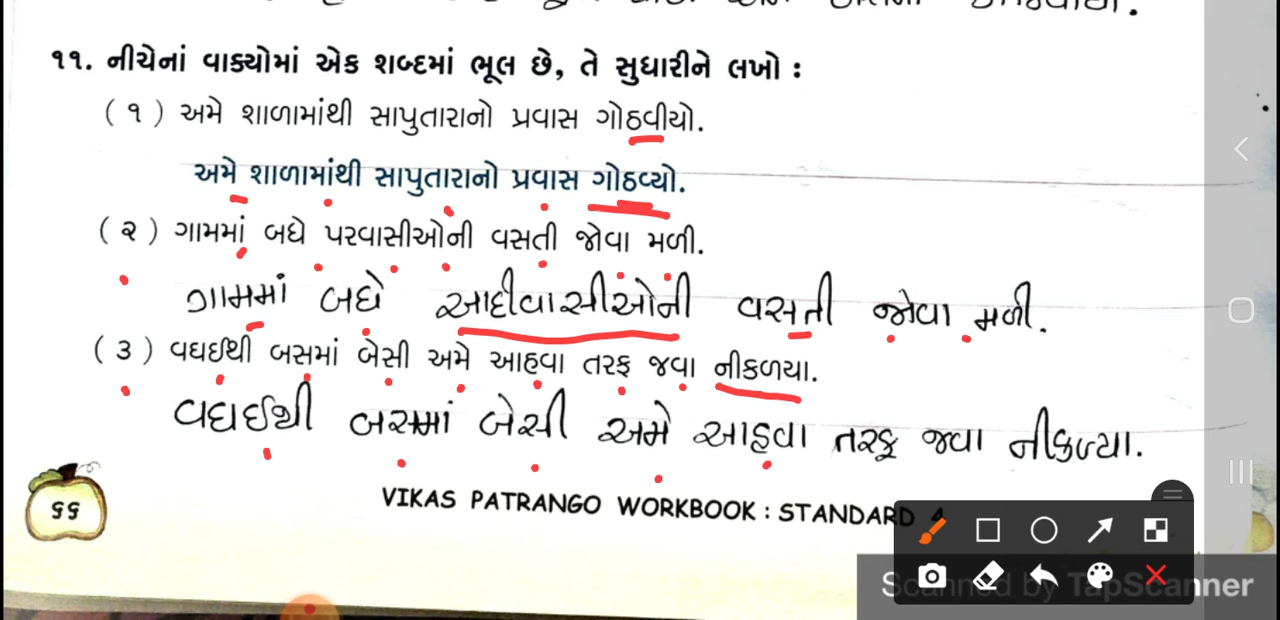 ૧૧. નીચેનાં વાક્યોમાં એક શબ્દમાં ભૂલ છે, તે સુધારીને લખો :
( ૧ ) અમે શાળામાંથી સાપુતારાનો પ્રવાસ ગોઠવીયો.
અમે શાળામાંથી સાપુતારાનો પ્રવાસ ગોઠવ્યો.
( ૨ ) ગામમાં બધે પરવાસીઓની વસતી જોવા મળી.
ગામમાં બધે આદીવાસીઓની વસતી જોવા મળી.
( ૩ ) વઘઈથી બસમાં બેસી અમે આહવા તરફ જવા નીકળયા.
વઘઈથી બસમાં બેસી અમે આહવા તરફ જવા નીકળ્યા.
૬૬
VIKAS PATRANGO WORKBOOK : STANDARD 4
Scanned by TapScanner